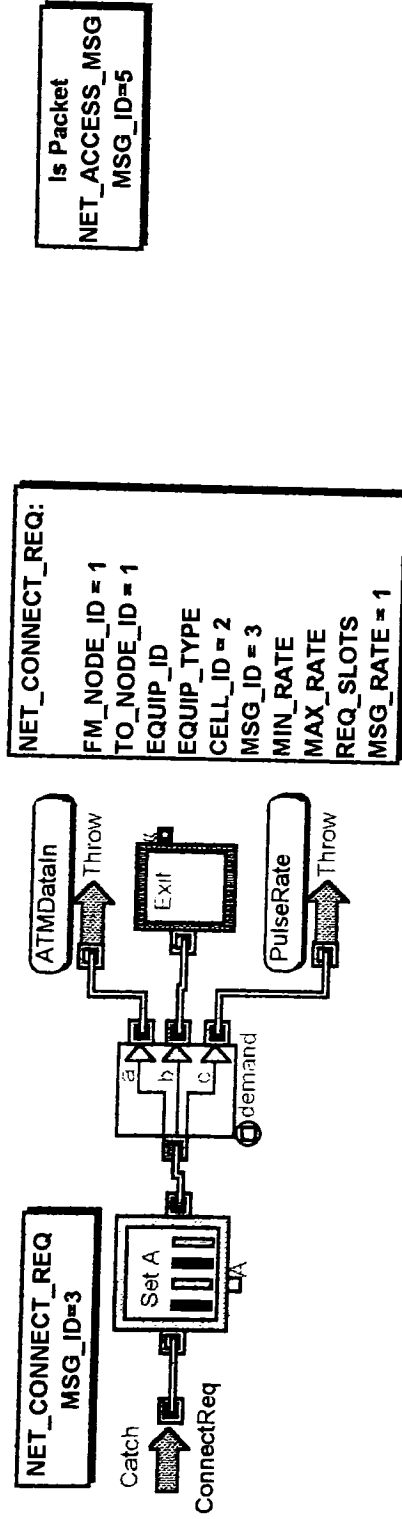 NET_CONNECT_REQ
MSG_ID=3
Catch
ConnectReq
Set A
A
a
b
c
demand
ATMDataIn
Throw
Exit
PulseRate
Throw
NET_CONNECT_REQ:
FM_NODE_ID = 1
TO_NODE_ID = 1
EQUIP_ID
EQUIP_TYPE
CELL_ID = 2
MSG_ID = 3
MIN_RATE
MAX_RATE
REQ_SLOTS
MSG_RATE = 1
Is Packet
NET_ACCESS_MSG
MSG_ID=5